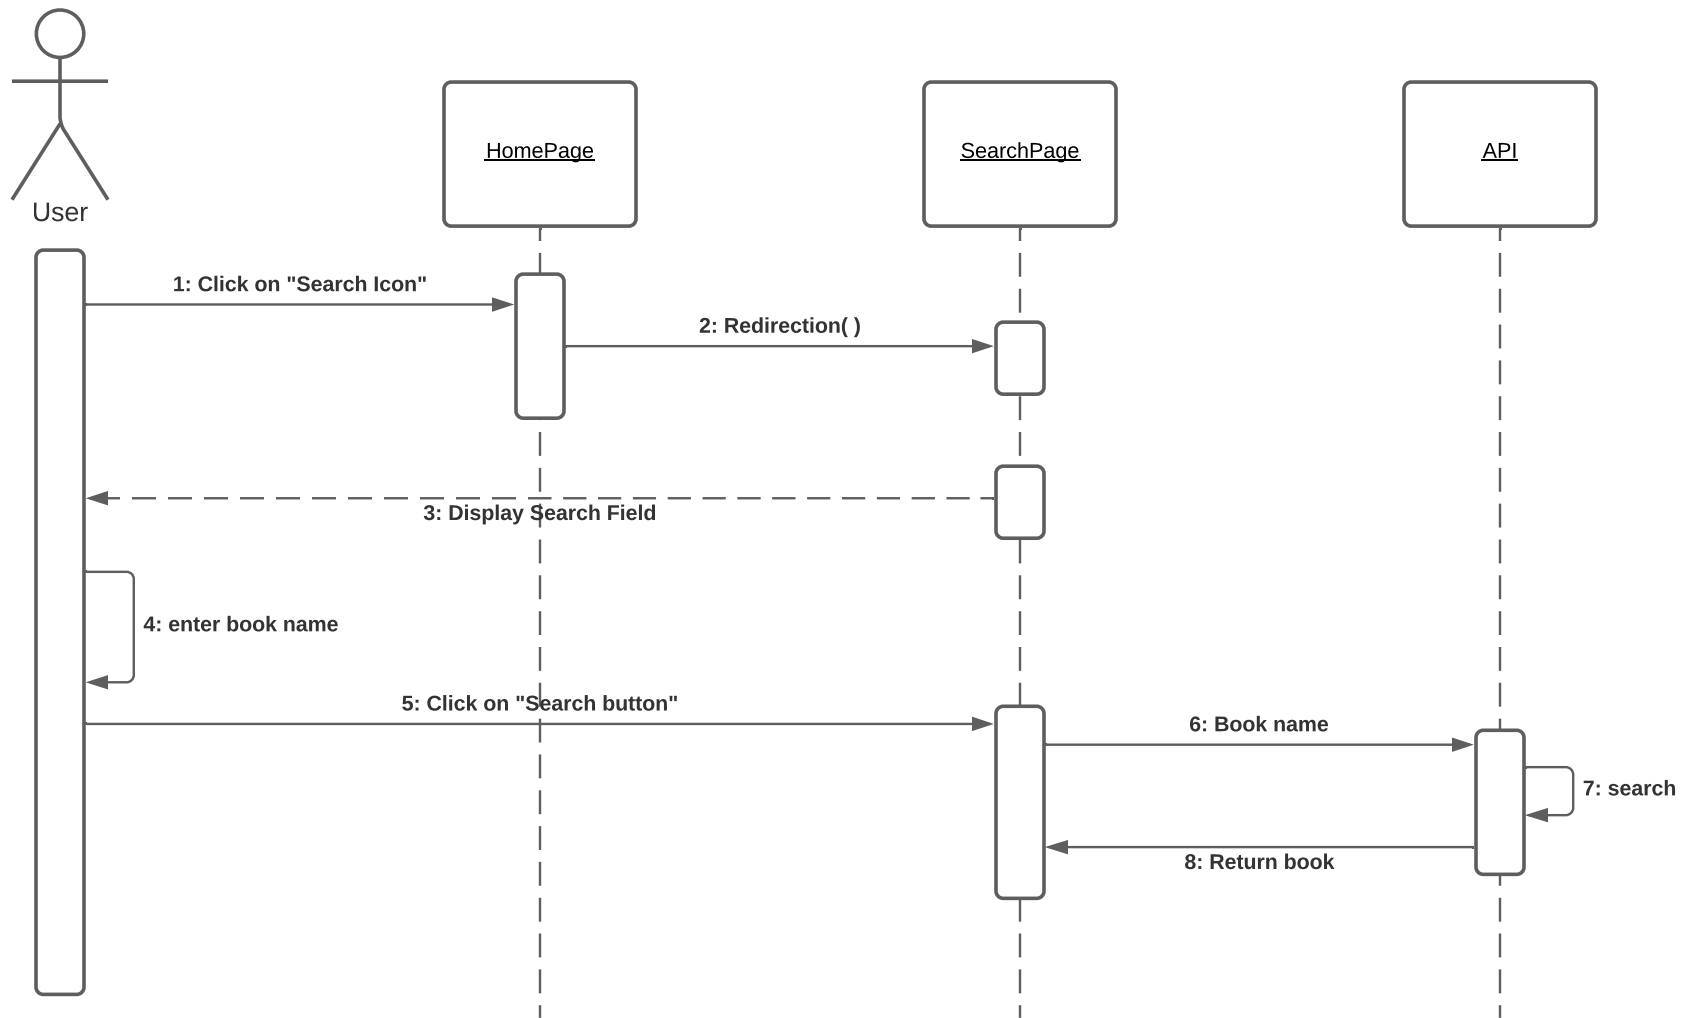 User
HomePage
SearchPage
API
1: Click on "Search Icon"
2: Redirection( )
3: Display Search Field
4: enter book name
5: Click on "Search button"
6: Book name
7: search
8: Return book